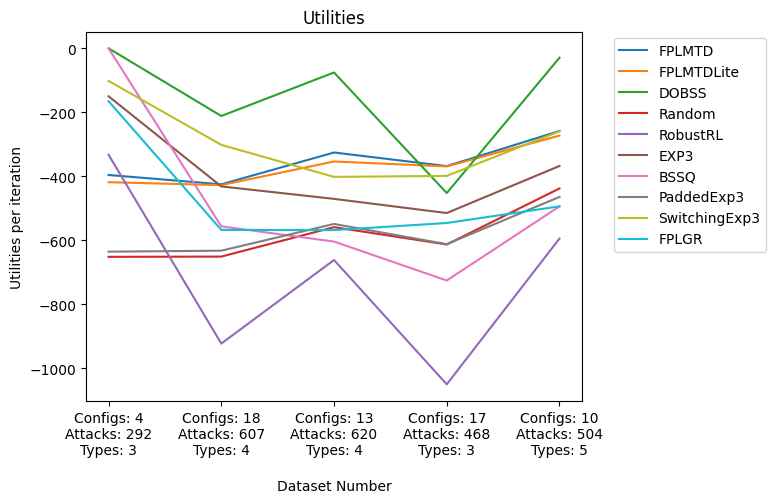 Utilities
Utilities per iteration
0
−200
−400
−600
−800
−1000
Configs: 4
Attacks: 292
Types: 3
Configs: 18
Attacks: 607
Types: 4
Configs: 13
Attacks: 620
Types: 4
Configs: 17
Attacks: 468
Types: 3
Configs: 10
Attacks: 504
Types: 5
Dataset Number
FPLMTD
FPLMTDLite
DOBSS
Random
RobustRL
EXP3
BSSQ
PaddedExp3
SwitchingExp3
FPLGR